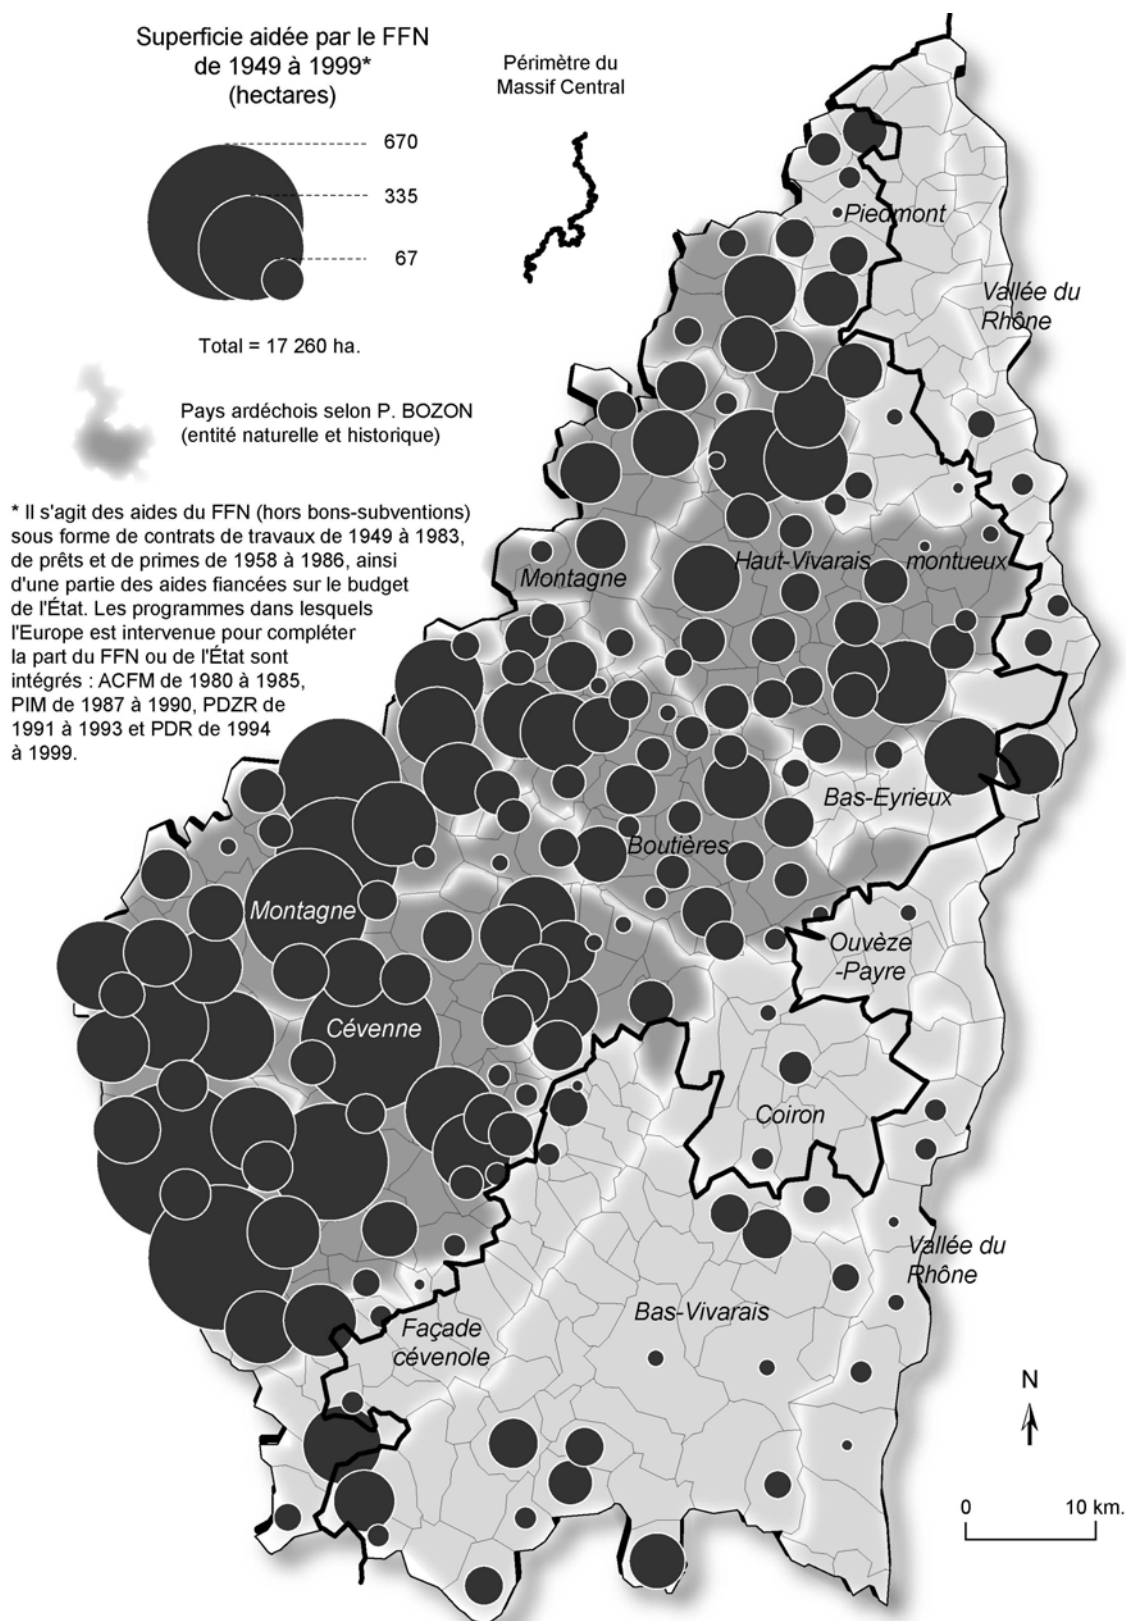 Superficie aidée par le FFN
de 1949 à 1999*
(hectares)
670
335
67
Total = 17 260 ha.
Périmètre du
Massif Central
Pays ardéchois selon P. BOZON
(entité naturelle et historique)
* Il s'agit des aides du FFN (hors bons-subventions)
sous forme de contrats de travaux de 1949 à 1983,
de prêts et de primes de 1958 à 1986, ainsi
d'une partie des aides fiancées sur le budget
de l'État. Les programmes dans lesquels
l'Europe est intervenue pour compléter
la part du FFN ou de l'État sont
intégrés : ACFM de 1980 à 1985,
PIM de 1987 à 1990, PDZR de
1991 à 1993 et PDR de 1994
à 1999.
Piedmont
Vallée du
Rhône
Montagne
Haut-Vivarais
montueux
Bas-Eyrieux
Boutières
Montagne
Ouvèze
-Payre
Cévenne
Coiron
Vallée du
Rhône
Bas-Vivarais
Façade
cévenole
N
0
10 km.